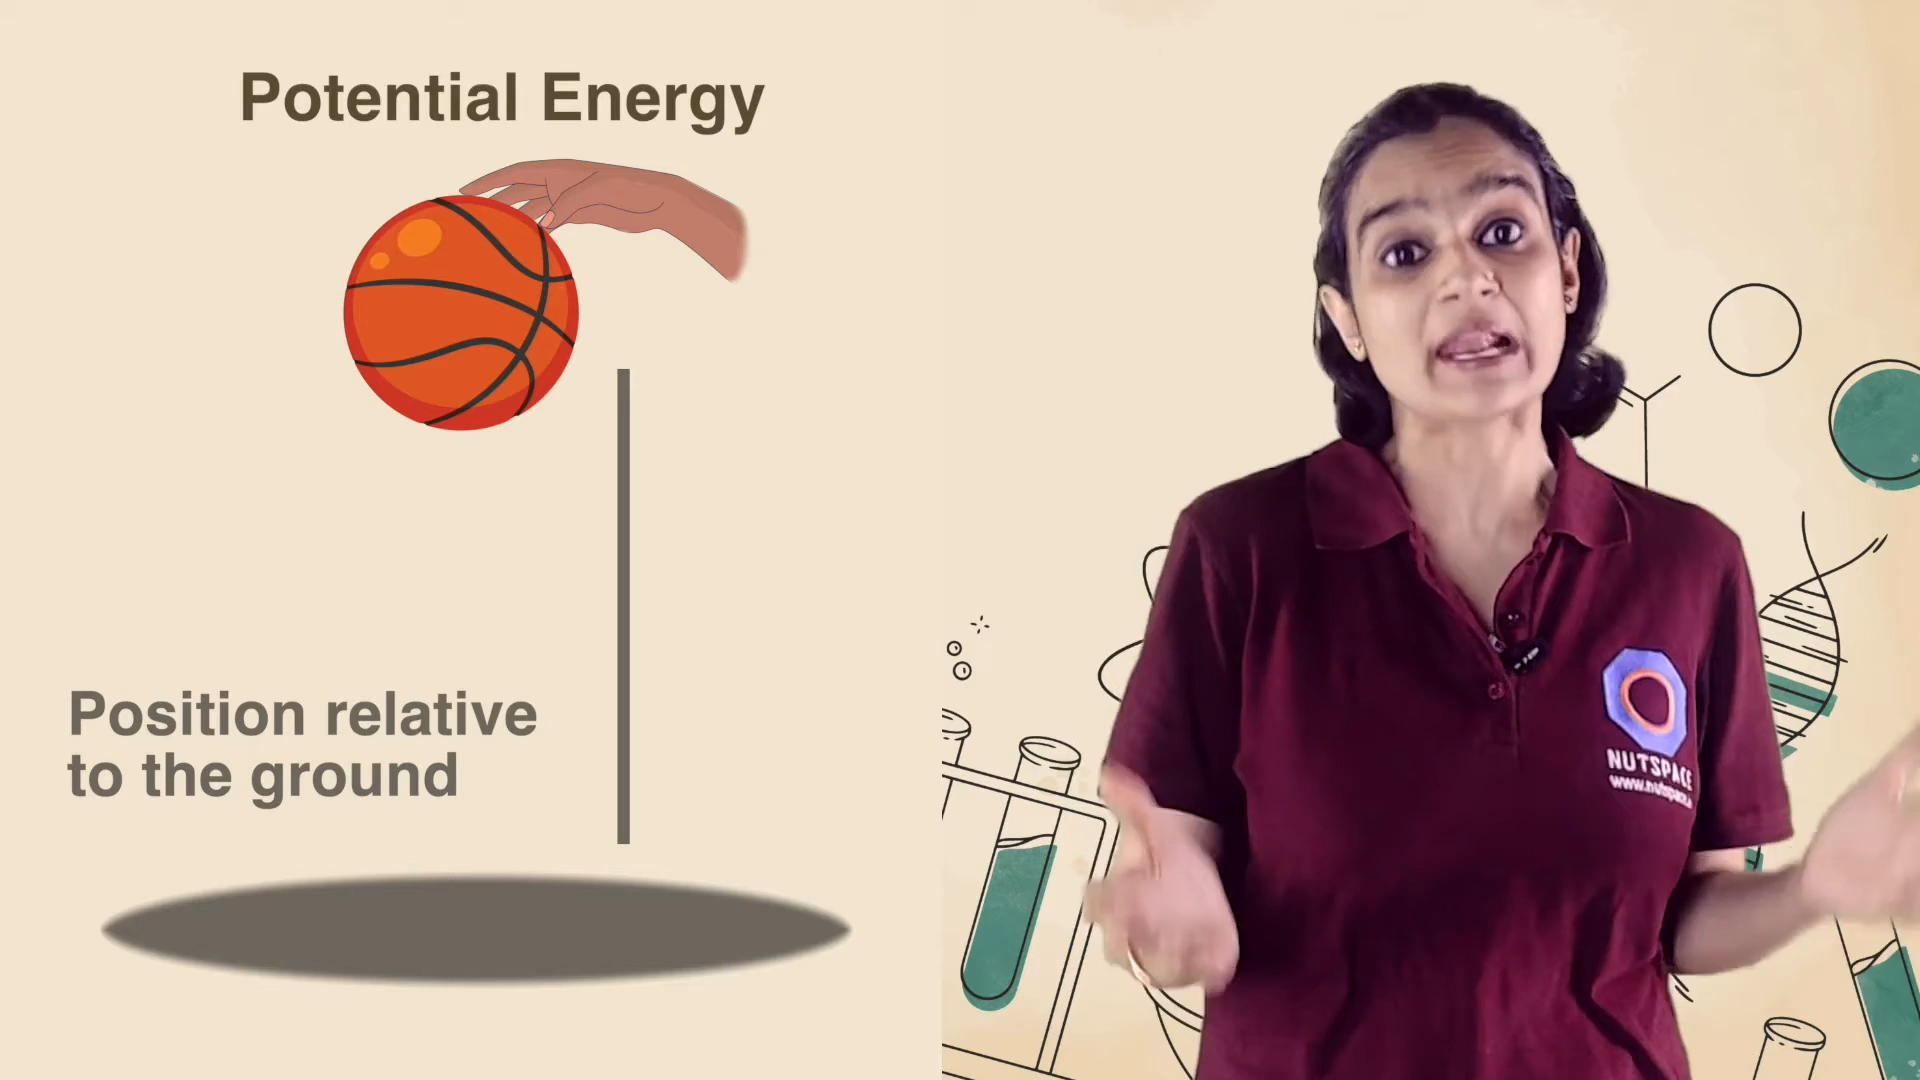 Potential Energy
Position relative
to the ground
NUTSPACE